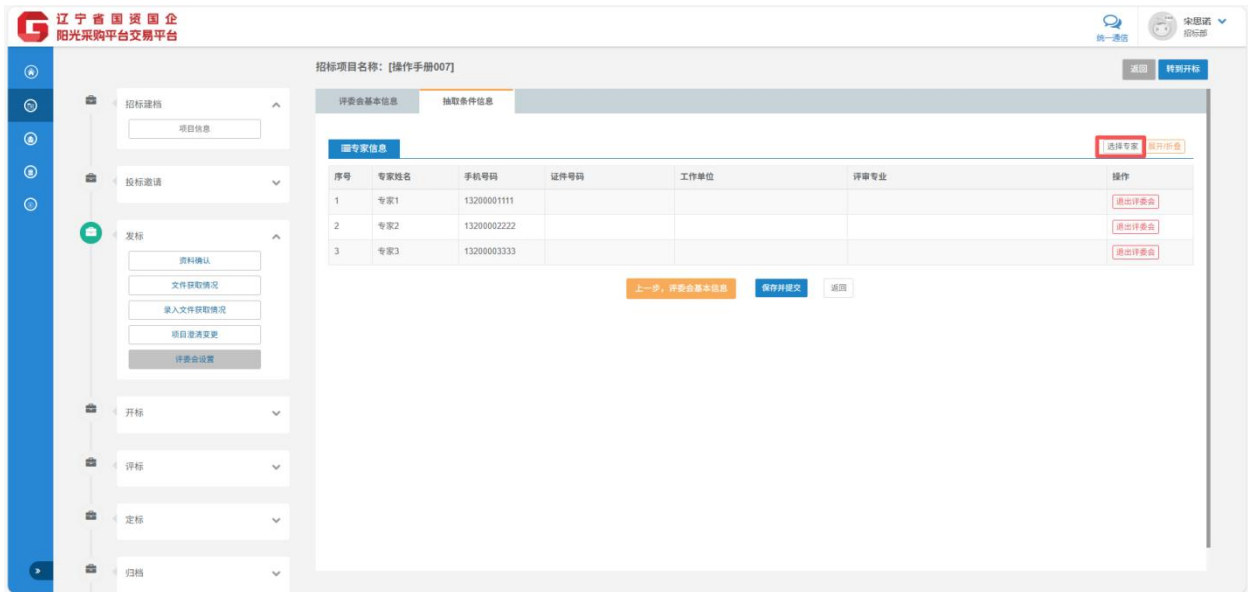 辽宁省国资国企
阳光采购平台交易平台
统一通信
宋思诺
招标部
招标项目名称：[操作手册007]
返回
转到开标
招标建档
项目信息
投标邀请
发标
资料确认
文件获取情况
录入文件获取情况
项目澄清变更
评委会设置
开标
评标
定标
归档
评委会基本信息
抽取条件信息
专家信息
选择专家
展开/折叠
序号 专家姓名 手机号码 证件号码 工作单位 评审专业 操作
1 专家1 13200001111 退出评委会
2 专家2 13200002222 退出评委会
3 专家3 13200003333 退出评委会
上一步，评委会基本信息
保存并提交
返回